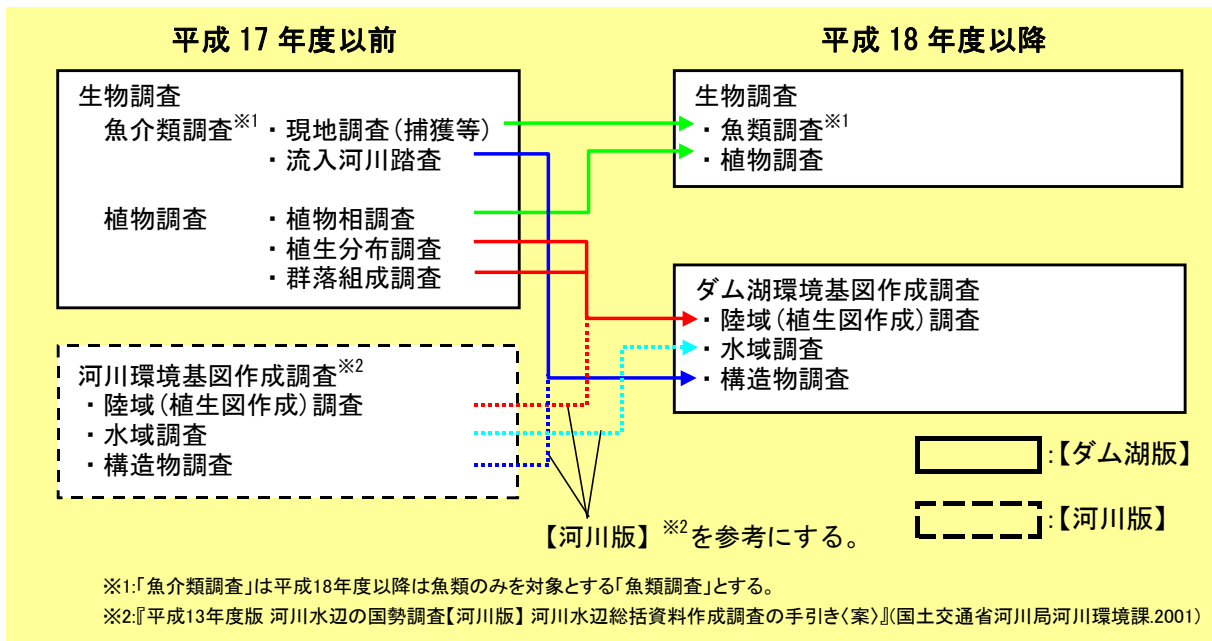 平成 17 年度以前
生物調査
魚介類調査※1 ・現地調査(捕獲等)
・流入河川踏査
植物調査 ・植物相調査
・植生分布調査
・群落組成調査
河川環境基図作成調査※2
・陸域(植生図作成)調査
・水域調査
・構造物調査
平成 18 年度以降
生物調査
・魚類調査※1
・植物調査
ダム湖環境基図作成調査
・陸域(植生図作成)調査
・水域調査
・構造物調査
:【ダム湖版】
:【河川版】
【河川版】※2を参考にする。
※1:「魚介類調査」は平成18年度以降は魚類のみを対象とする「魚類調査」とする。
※2:『平成13年度版 河川水辺の国勢調査【河川版】 河川水辺総括資料作成調査の手引き〈案〉』(国土交通省河川局河川環境課.2001)